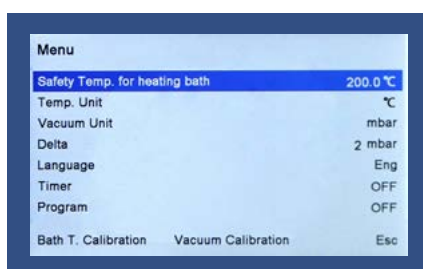 Menu
Safety Temp. for heating bath 200.0 ℃
Temp. Unit ℃
Vacuum Unit mbar
Delta 2 mbar
Language Eng
Timer OFF
Program OFF
Bath T. Calibration Vacuum Calibration Esc